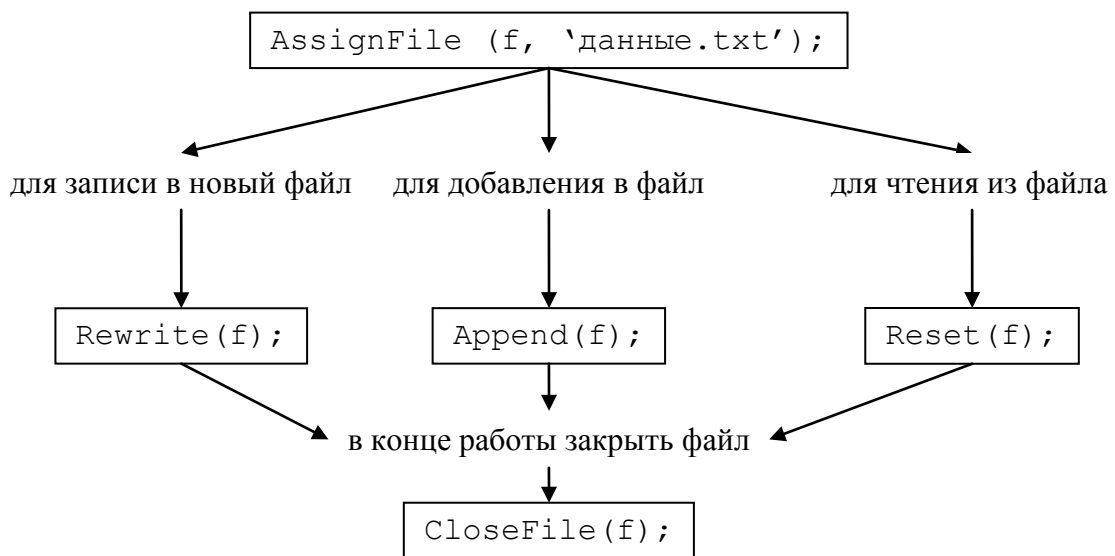 AssignFile (f, ‘данные.txt’);
для записи в новый файл
для добавления в файл
для чтения из файла
Rewrite(f);
Append(f);
Reset(f);
в конце работы закрыть файл
CloseFile(f);